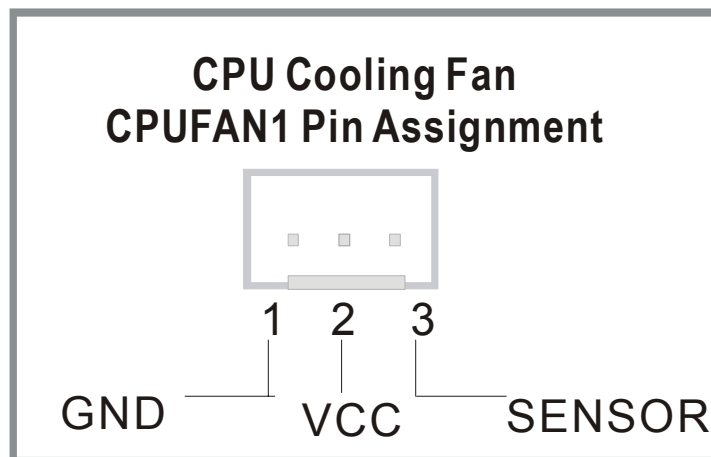 CPU Cooling Fan
CPUFAN1 Pin Assignment
1 2 3
GND VCC SENSOR